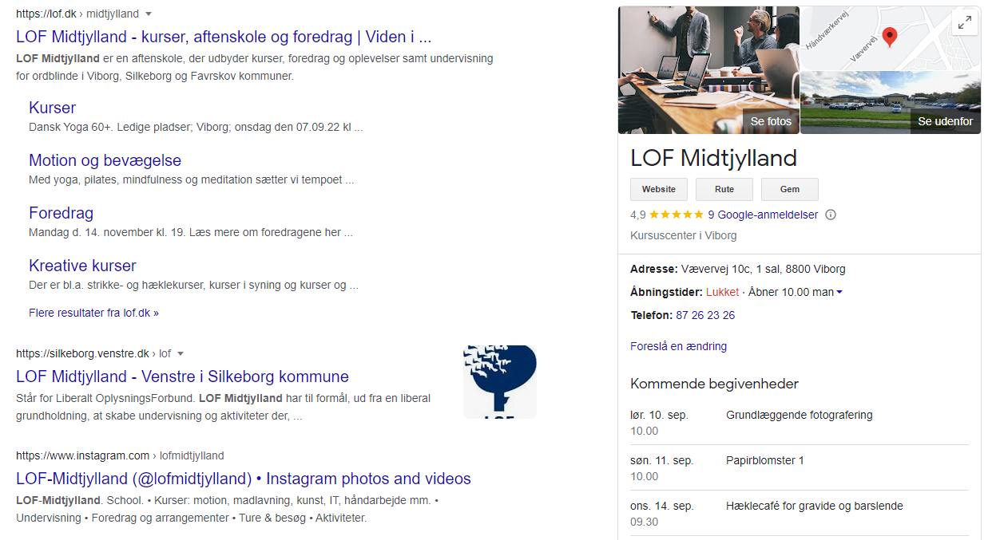 https://lof.dk › midtjylland
LOF Midtjylland - kurser, aftenskole og foredrag | Viden i ...
LOF Midtjylland er en aftenskole, der udbyder kurser, foredrag og oplevelser samt undervisning
for ordblinde i Viborg, Silkeborg og Favrskov kommuner.
Kurser
Dansk Yoga 60+. Ledige pladser; Viborg; onsdag den 07.09.22 kl ...
Motion og bevægelse
Med yoga, pilates, mindfulness og meditation sætter vi tempoet ...
Foredrag
Mandag d. 14. november kl. 19. Læs mere om foredragene her ...
Kreative kurser
Der er bl.a. strikke- og hæklekurser, kurser i syning og kurser og ...
Flere resultater fra lof.dk »
https://silkeborg.venstre.dk › lof
LOF Midtjylland - Venstre i Silkeborg kommune
Står for Liberalt OplysningsForbund. LOF Midtjylland har til formål, ud fra en liberal
grundholdning, at skabe undervisning og aktiviteter der, ...
LOF
https://www.instagram.com › lofmidtjylland
LOF-Midtjylland (@lofmidtjylland) • Instagram photos and videos
LOF-Midtjylland. School. • Kurser: motion, madlavning, kunst, IT, håndarbejde mm. •
Undervisning • Foredrag og arrangementer • Ture & besøg • Aktiviteter.
Håndværkervej
Vævervej
Se fotos
Se udenfor
LOF Midtjylland
Website Rute Gem
4,9 9 Google-anmeldelser
Kursuscenter i Viborg
Adresse: Vævervej 10c, 1 sal, 8800 Viborg
Åbningstider: Lukket · Åbner 10.00 man
Telefon: 87 26 23 26
Foreslå en ændring
Kommende begivenheder
lør. 10. sep. Grundlæggende fotografering
10.00
søn. 11. sep. Papirblomster 1
10.00
ons. 14. sep. Hæklecafé for gravide og barslende
09.30